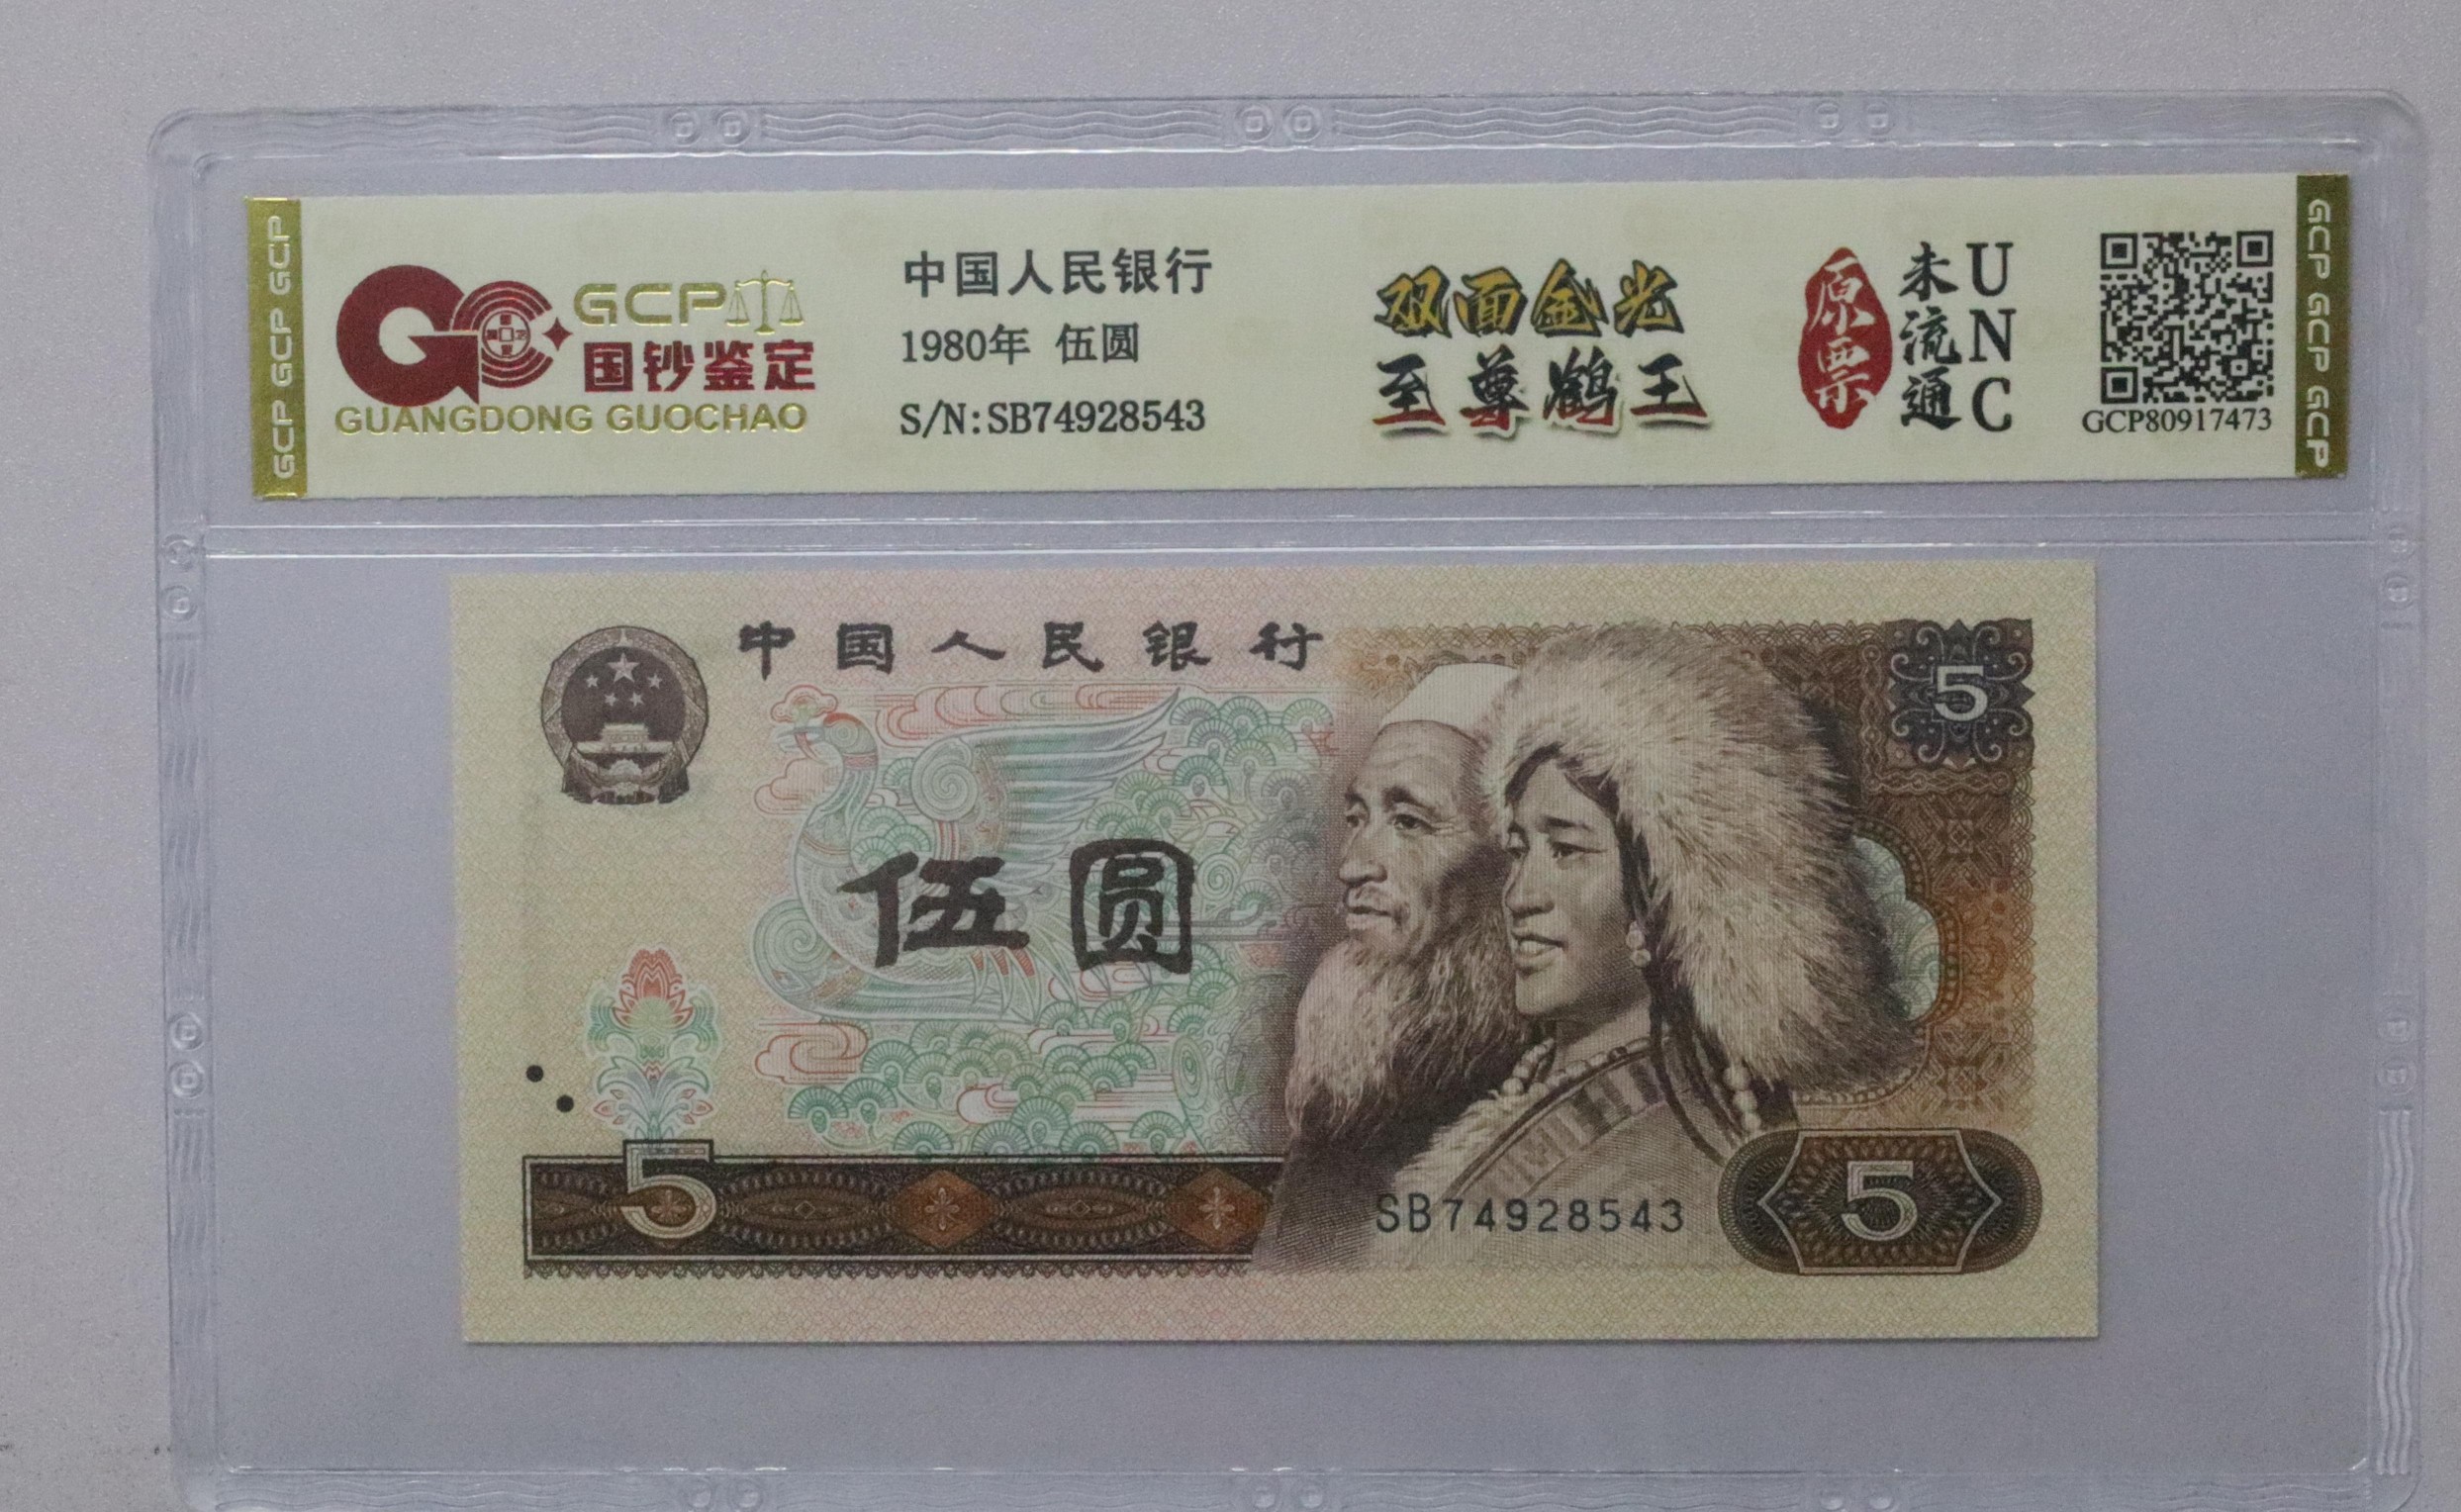 GCP GCP GCP
GCP
国钞鉴定
GUANGDONG GUOCHAO
中国人民银行
1980年 伍圆
S/N:SB74928543
双面金光
至尊鹤王
原票
未流通
UNC
GCP80917473
GCP GCP GCP
中国人民银行
5
伍圆
5
SB74928543
5